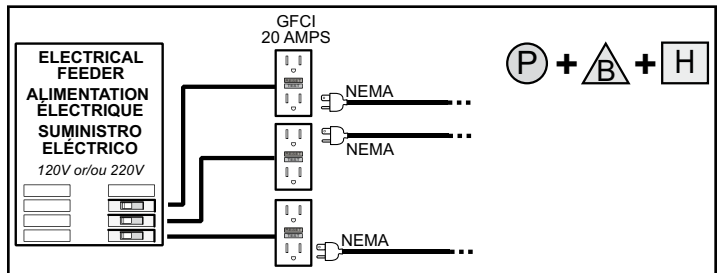 GFCI
20 AMPS
ELECTRICAL
FEEDER
ALIMENTATION
ÉLECTRIQUE
SUMINISTRO
ELÉCTRICO
120V or/ou 220V
NEMA
NEMA
NEMA
P + B + H